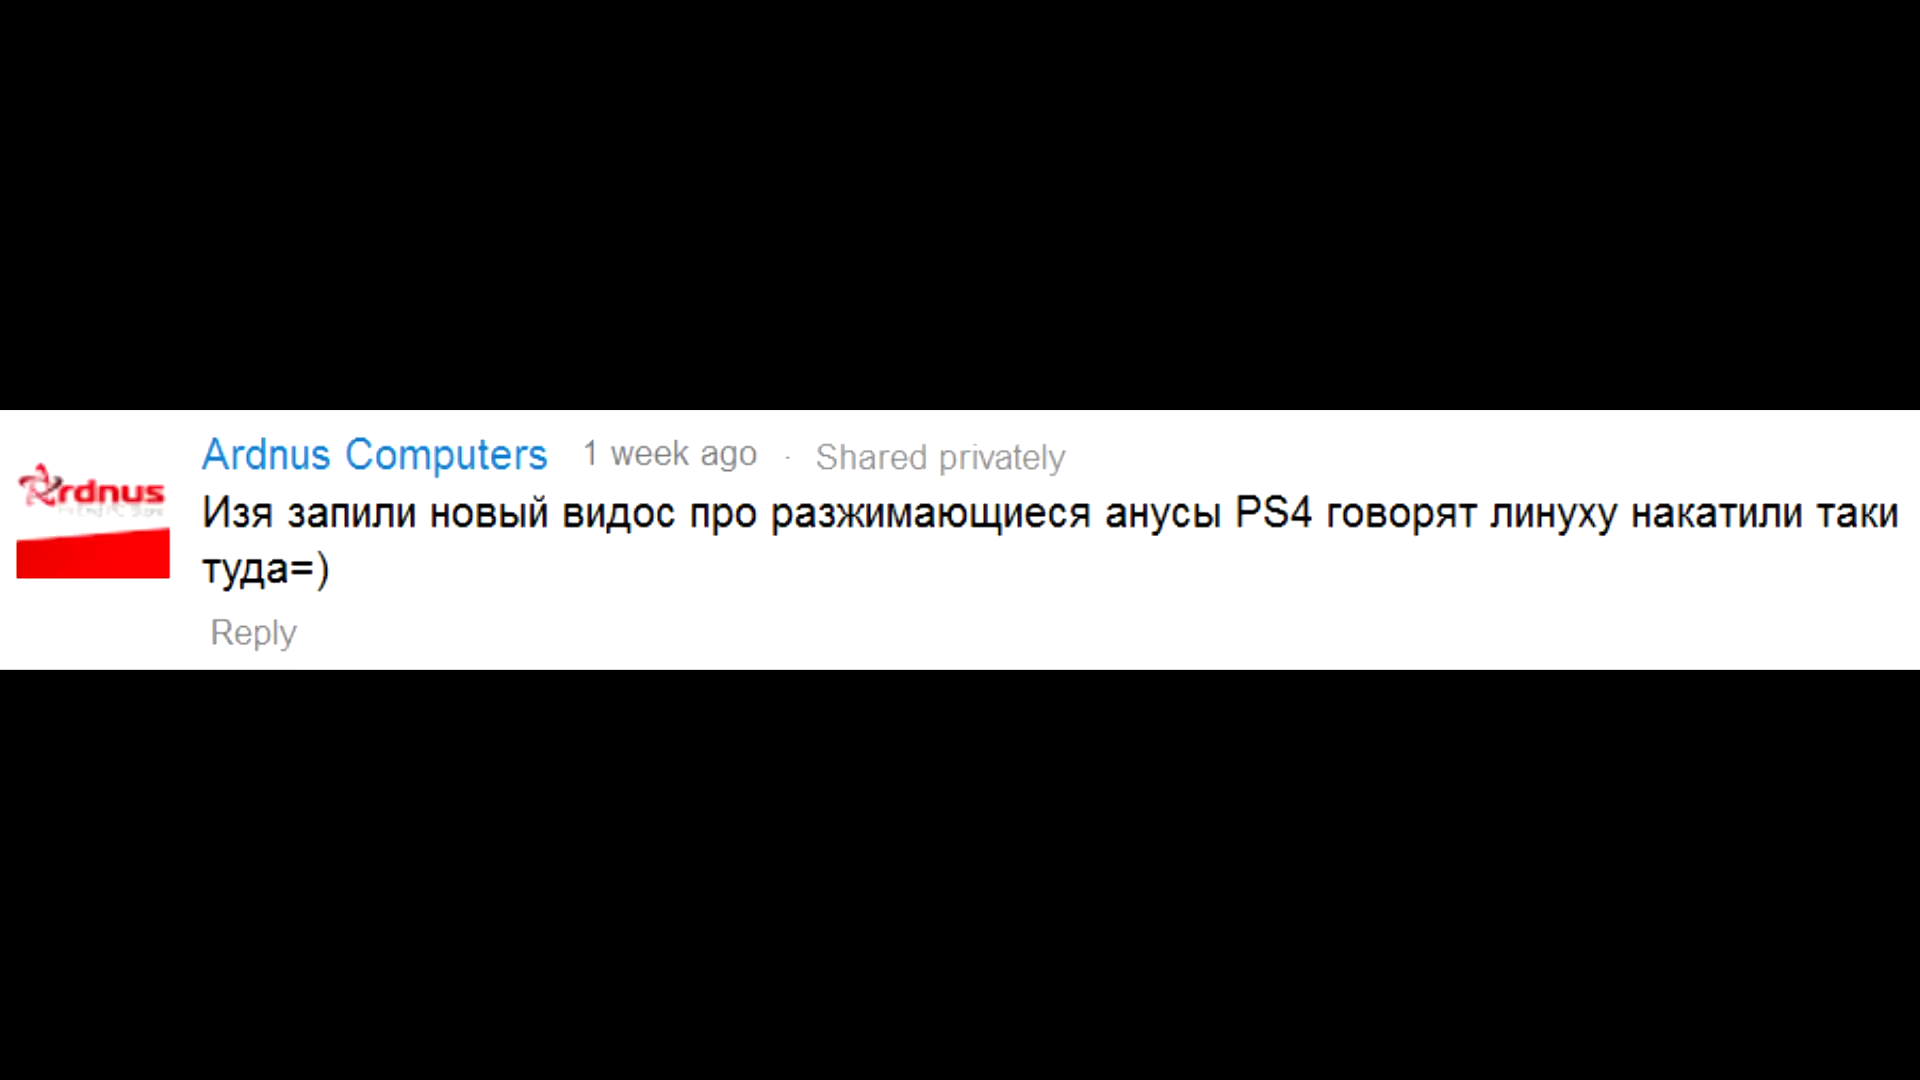 Ardnus Computers 1 week ago · Shared privately
rdnus
Изя запили новый видос про разжимающиеся анусы PS4 говорят линуху накатили таки
туда=)
Reply